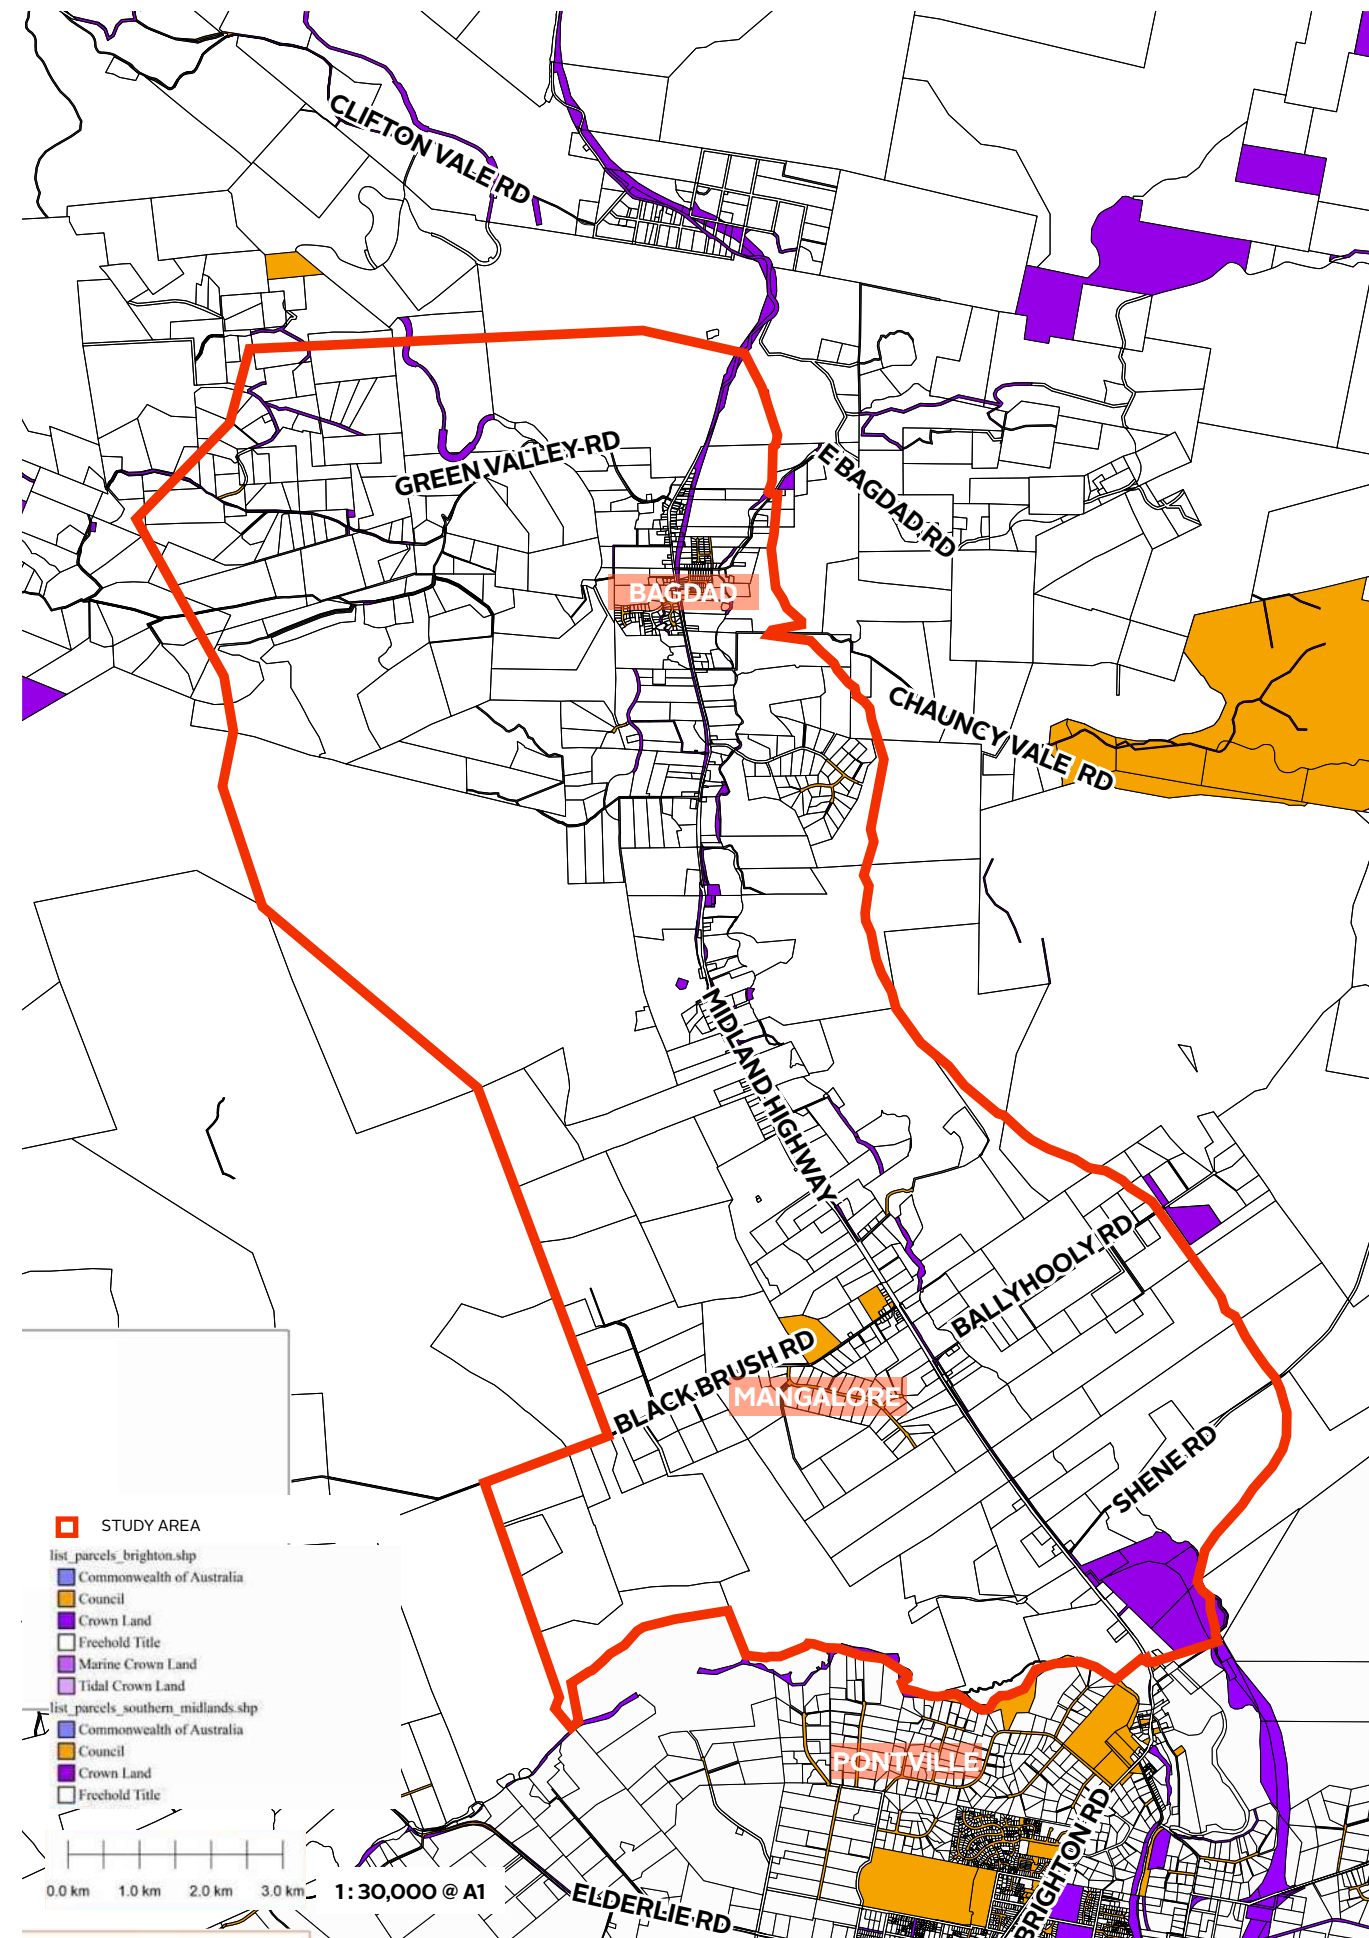 CLIFTON VALE RD
GREEN VALLEY RD
E BAGDAD RD
BAGDAD
CHAUNCY VALE RD
MIDLAND HIGHWAY
BALLYHOOLY RD
BLACK BRUSH RD
MANGALORE
SHENE RD
STUDY AREA
list_parcels_brighton.shp
Commonwealth of Australia
Council
Crown Land
Freehold Title
Marine Crown Land
Tidal Crown Land
list_parcels_southern_midlands.shp
Commonwealth of Australia
Council
Crown Land
Freehold Title
PONTVILLE
BRIGHTON RD
0.0 km 1.0 km 2.0 km 3.0 km
1 : 30,000 @ A1
ELDERLIE RD